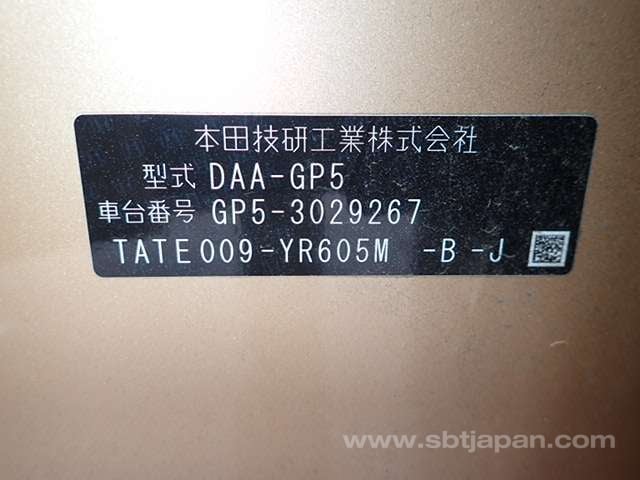 本田技研工業株式会社
型式 DAA-GP5
車台番号 GP5-3029267
TATE009-YR605M -B -J
www.sbtjapan.com